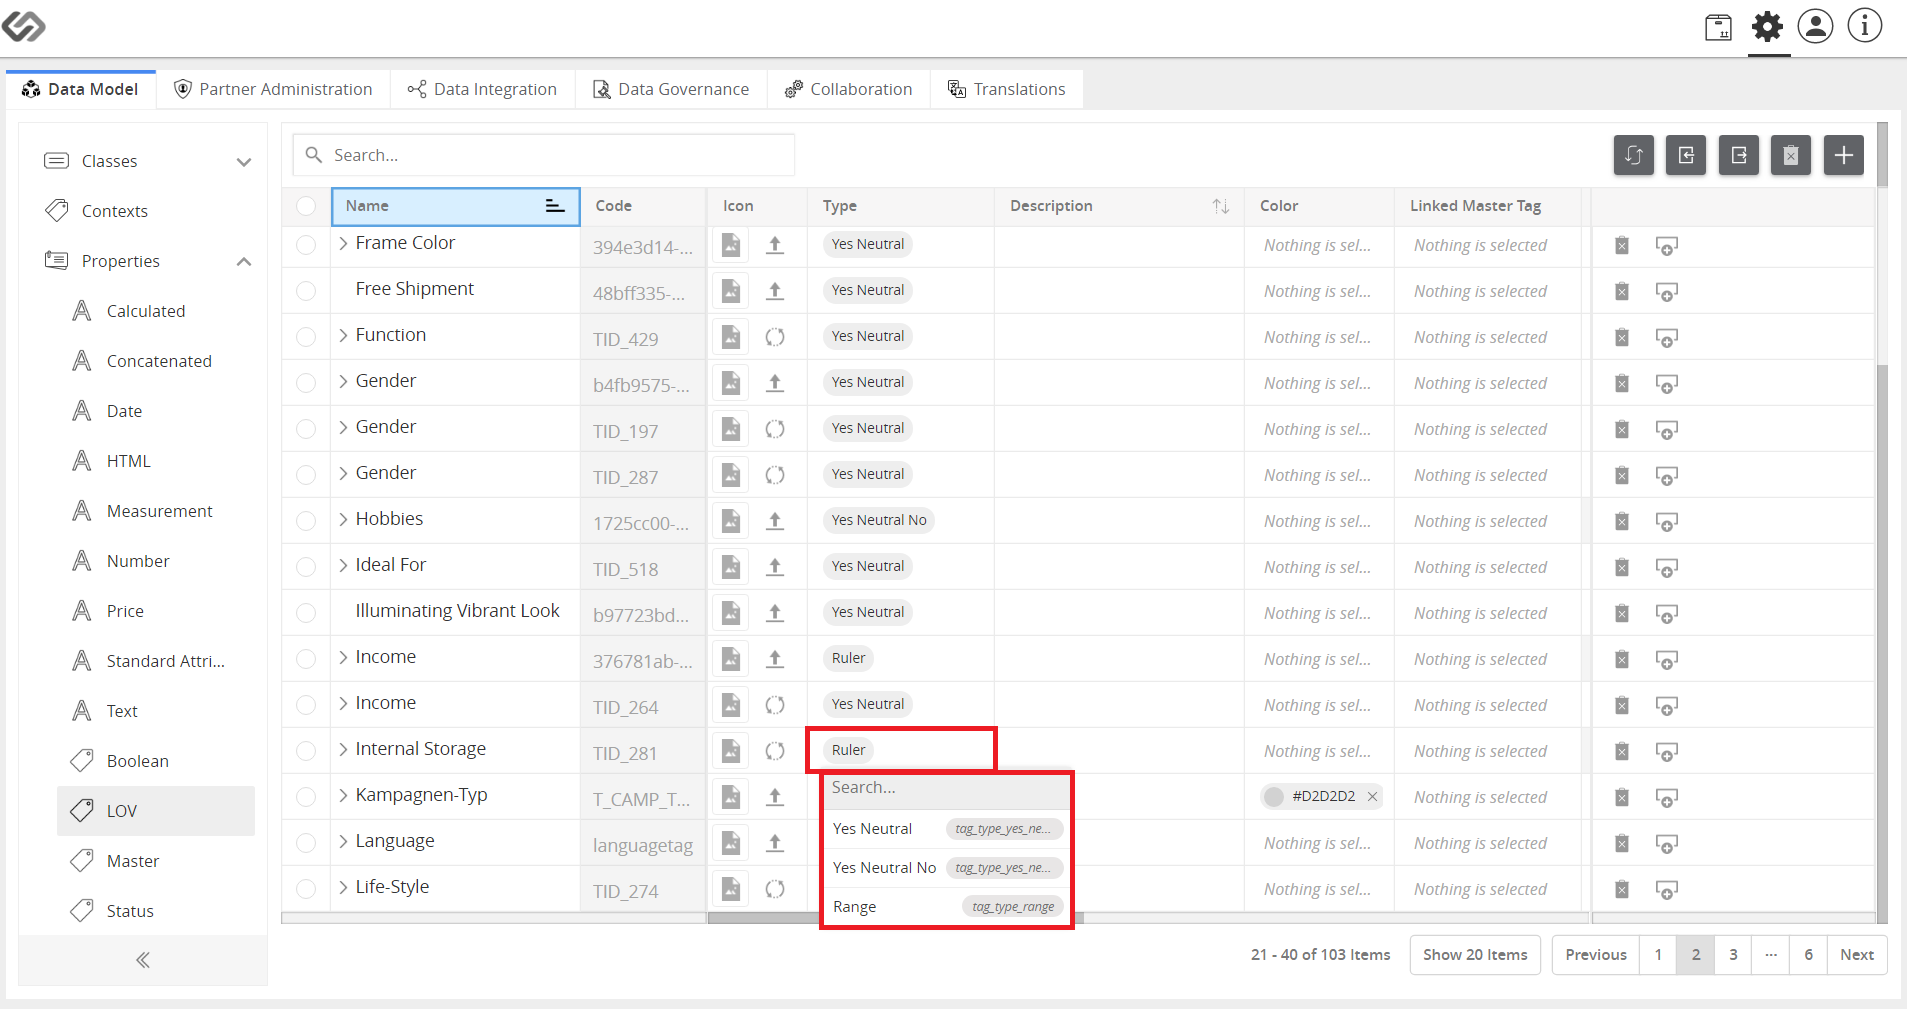 Data Model Partner Administration Data Integration Data Governance Collaboration Translations
Classes
Contexts
Properties
Calculated
Concatenated
Date
HTML
Measurement
Number
Price
Standard Attri...
Text
Boolean
LOV
Master
Status
Search...
Name Code Icon Type Description Color Linked Master Tag
Frame Color 394e3d14-... Yes Neutral Nothing is sel... Nothing is selected
Free Shipment 48bff335-... Yes Neutral Nothing is sel... Nothing is selected
Function TID_429 Yes Neutral Nothing is sel... Nothing is selected
Gender b4fb9575-... Yes Neutral Nothing is sel... Nothing is selected
Gender TID_197 Yes Neutral Nothing is sel... Nothing is selected
Gender TID_287 Yes Neutral Nothing is sel... Nothing is selected
Hobbies 1725cc00-... Yes Neutral No Nothing is sel... Nothing is selected
Ideal For TID_518 Yes Neutral Nothing is sel... Nothing is selected
Illuminating Vibrant Look b97723bd... Yes Neutral Nothing is sel... Nothing is selected
Income 376781ab-... Ruler Nothing is sel... Nothing is selected
Income TID_264 Yes Neutral Nothing is sel... Nothing is selected
Internal Storage TID_281 Ruler Nothing is sel... Nothing is selected
Kampagnen-Typ T_CAMP_T... #D2D2D2 Nothing is selected
Language languagetag Nothing is sel... Nothing is selected
Life-Style TID_274 Nothing is sel... Nothing is selected
Search...
Yes Neutral tag_type_yes_ne...
Yes Neutral No tag_type_yes_ne...
Range tag_type_range
21 - 40 of 103 Items Show 20 Items Previous 1 2 3 ... 6 Next